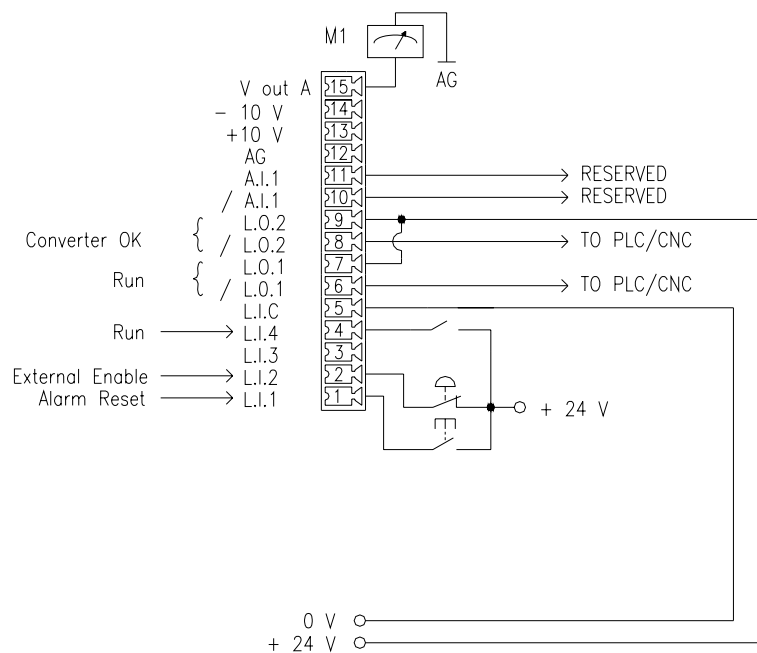 M1
AG
V out A 15
- 10 V 14
+10 V 13
AG 12
A.I.1 11 RESERVED
/ A.I.1 10 RESERVED
L.O.2 9
Converter OK
/ L.O.2 8 TO PLC/CNC
L.O.1 7
Run
/ L.O.1 6 TO PLC/CNC
L.I.C 5
Run L.I.4 4
L.I.3 3
External Enable L.I.2 2
Alarm Reset L.I.1 1
+ 24 V
0 V
+ 24 V